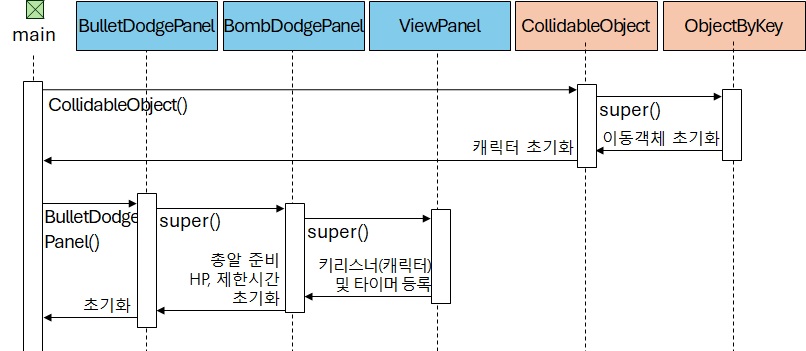 main
BulletDodgePanel
BombDodgePanel
ViewPanel
CollidableObject
ObjectByKey
CollidableObject()
super()
캐릭터 초기화
이동객체 초기화
BulletDodge
Panel()
super()
super()
총알 준비
HP, 제한시간
초기화
키리스너(캐릭터)
및 타이머 등록
초기화